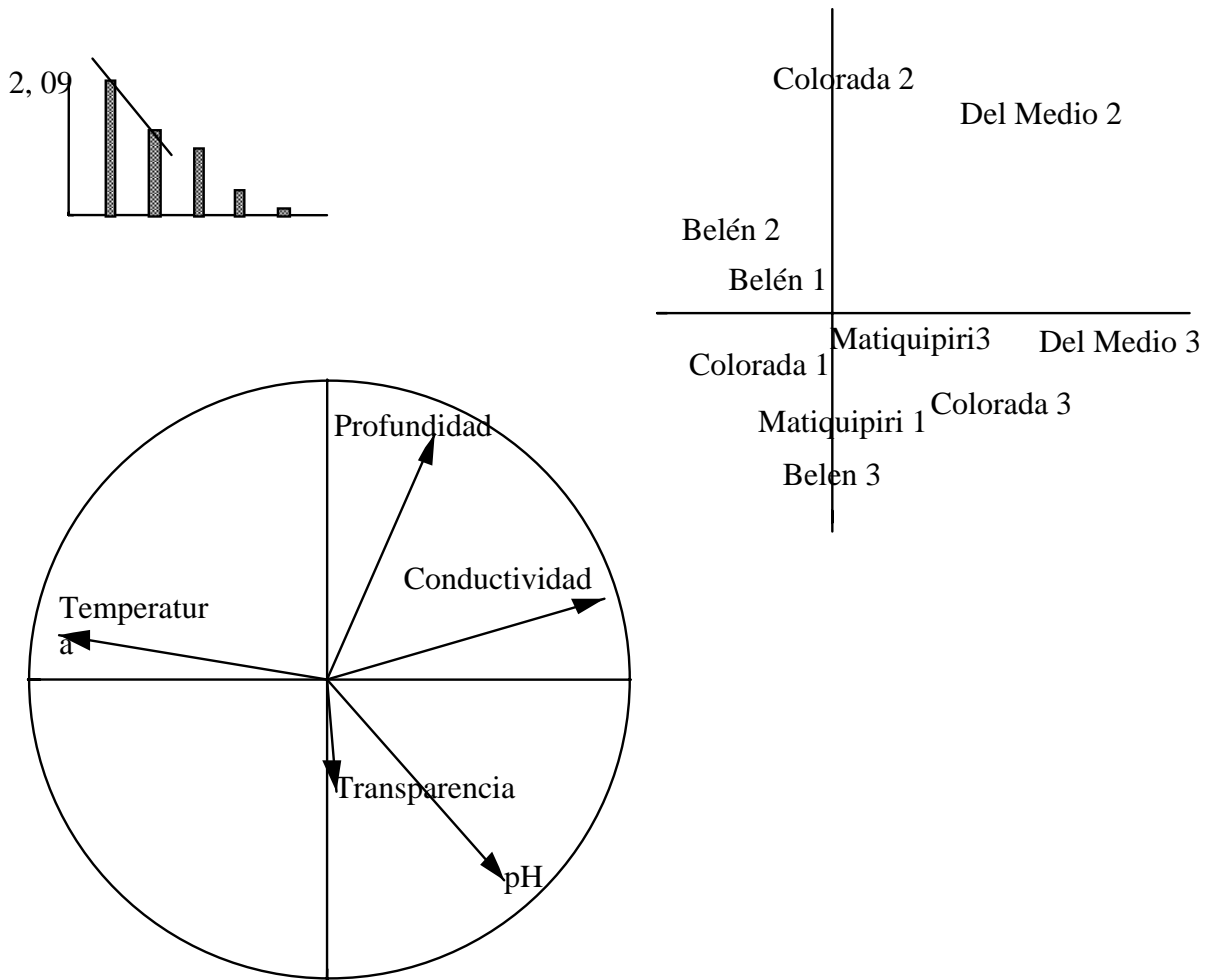 2, 09
Colorada 2
Del Medio 2
Belén 2
Belén 1
Matiquipiri3
Del Medio 3
Colorada 1
Colorada 3
Matiquipiri 1
Belen 3
Profundidad
Conductividad
Temperatur
a
Transparencia
pH